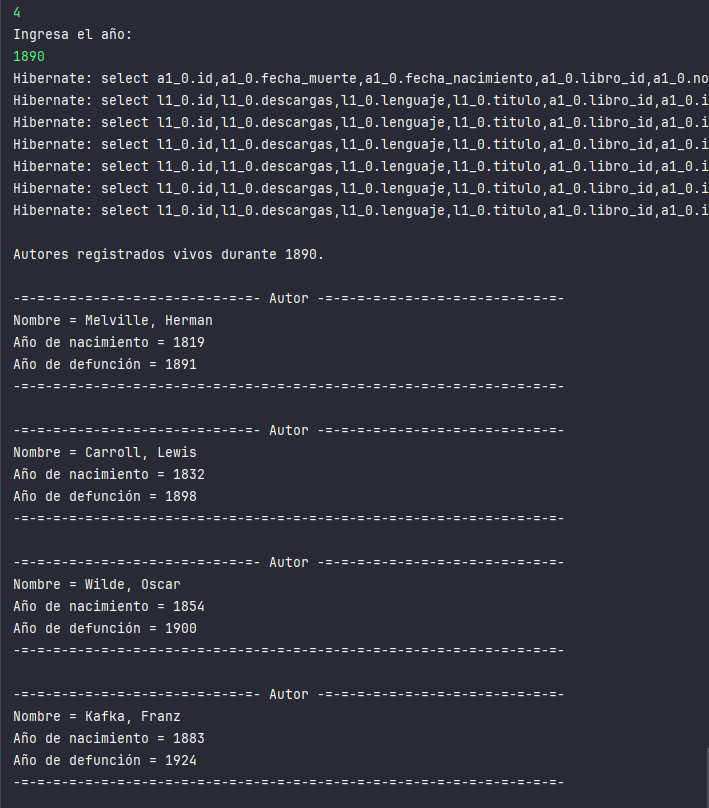 4
Ingresa el año:
1890
Hibernate: select a1_0.id,a1_0.fecha_muerte,a1_0.fecha_nacimiento,a1_0.libro_id,a1_0.no
Hibernate: select l1_0.id,l1_0.descargas,l1_0.lenguaje,l1_0.titulo,a1_0.libro_id,a1_0.i
Hibernate: select l1_0.id,l1_0.descargas,l1_0.lenguaje,l1_0.titulo,a1_0.libro_id,a1_0.i
Hibernate: select l1_0.id,l1_0.descargas,l1_0.lenguaje,l1_0.titulo,a1_0.libro_id,a1_0.i
Hibernate: select l1_0.id,l1_0.descargas,l1_0.lenguaje,l1_0.titulo,a1_0.libro_id,a1_0.i
Hibernate: select l1_0.id,l1_0.descargas,l1_0.lenguaje,l1_0.titulo,a1_0.libro_id,a1_0.i
Hibernate: select l1_0.id,l1_0.descargas,l1_0.lenguaje,l1_0.titulo,a1_0.libro_id,a1_0.i
Autores registrados vivos durante 1890.
-=-=-=-=-=-=-=-=-=-=-=-=-=-=-=- Autor -=-=-=-=-=-=-=-=-=-=-=-=-=-=-=-
Nombre = Melville, Herman
Año de nacimiento = 1819
Año de defunción = 1891
-=-=-=-=-=-=-=-=-=-=-=-=-=-=-=-=-=-=-=-=-=-=-=-=-=-=-=-=-=-=-=-=-=-=-
-=-=-=-=-=-=-=-=-=-=-=-=-=-=-=- Autor -=-=-=-=-=-=-=-=-=-=-=-=-=-=-=-
Nombre = Carroll, Lewis
Año de nacimiento = 1832
Año de defunción = 1898
-=-=-=-=-=-=-=-=-=-=-=-=-=-=-=-=-=-=-=-=-=-=-=-=-=-=-=-=-=-=-=-=-=-=-
-=-=-=-=-=-=-=-=-=-=-=-=-=-=-=- Autor -=-=-=-=-=-=-=-=-=-=-=-=-=-=-=-
Nombre = Wilde, Oscar
Año de nacimiento = 1854
Año de defunción = 1900
-=-=-=-=-=-=-=-=-=-=-=-=-=-=-=-=-=-=-=-=-=-=-=-=-=-=-=-=-=-=-=-=-=-=-
-=-=-=-=-=-=-=-=-=-=-=-=-=-=-=- Autor -=-=-=-=-=-=-=-=-=-=-=-=-=-=-=-
Nombre = Kafka, Franz
Año de nacimiento = 1883
Año de defunción = 1924
-=-=-=-=-=-=-=-=-=-=-=-=-=-=-=-=-=-=-=-=-=-=-=-=-=-=-=-=-=-=-=-=-=-=-